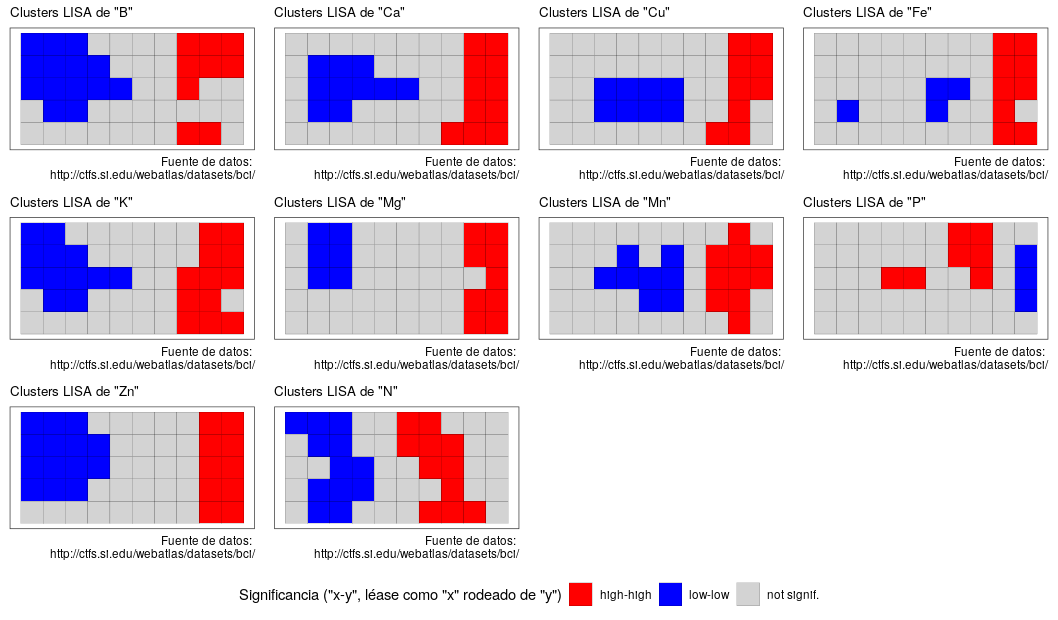 Clusters LISA de "B"
Fuente de datos:
http://ctfs.si.edu/webatlas/datasets/bci/
Clusters LISA de "Ca"
Fuente de datos:
http://ctfs.si.edu/webatlas/datasets/bci/
Clusters LISA de "Cu"
Fuente de datos:
http://ctfs.si.edu/webatlas/datasets/bci/
Clusters LISA de "Fe"
Fuente de datos:
http://ctfs.si.edu/webatlas/datasets/bci/
Clusters LISA de "K"
Fuente de datos:
http://ctfs.si.edu/webatlas/datasets/bci/
Clusters LISA de "Mg"
Fuente de datos:
http://ctfs.si.edu/webatlas/datasets/bci/
Clusters LISA de "Mn"
Fuente de datos:
http://ctfs.si.edu/webatlas/datasets/bci/
Clusters LISA de "P"
Fuente de datos:
http://ctfs.si.edu/webatlas/datasets/bci/
Clusters LISA de "Zn"
Fuente de datos:
http://ctfs.si.edu/webatlas/datasets/bci/
Clusters LISA de "N"
Fuente de datos:
http://ctfs.si.edu/webatlas/datasets/bci/
Significancia ("x-y", léase como "x" rodeado de "y") high-high low-low not signif.